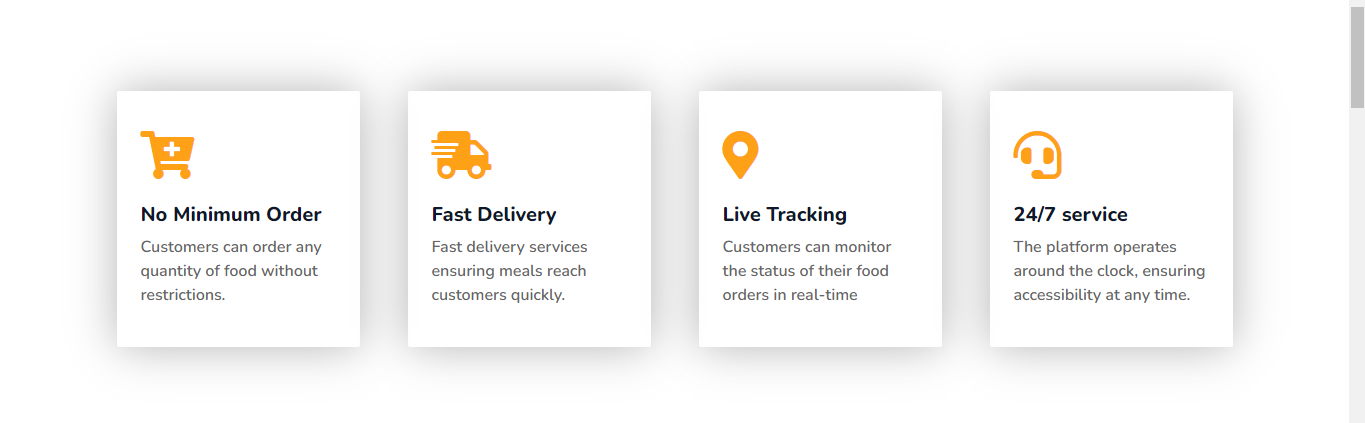 No Minimum Order
Customers can order any
quantity of food without
restrictions.
Fast Delivery
Fast delivery services
ensuring meals reach
customers quickly.
Live Tracking
Customers can monitor
the status of their food
orders in real-time
24/7 service
The platform operates
around the clock, ensuring
accessibility at any time.